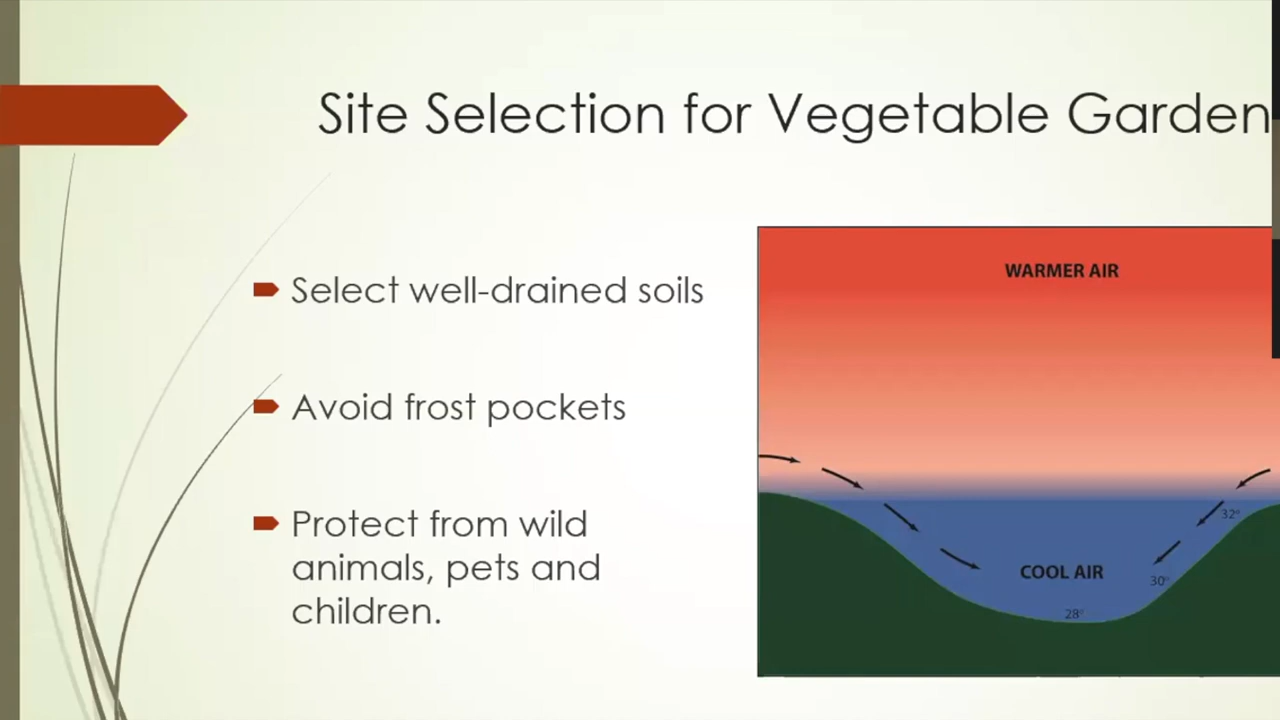 Site Selection for Vegetable Garden
Select well-drained soils
Avoid frost pockets
Protect from wild
animals, pets and
children.
WARMER AIR
COOL AIR
32°
30°
28°